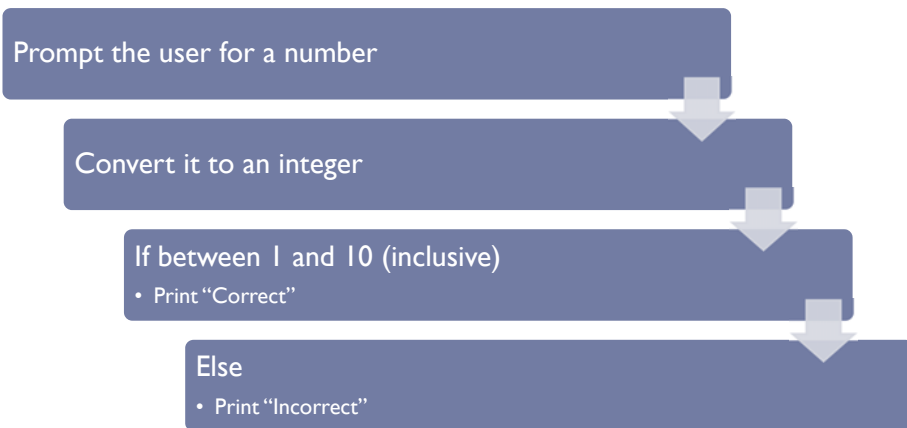 Prompt the user for a number
Convert it to an integer
If between 1 and 10 (inclusive)
• Print “Correct”
Else
• Print “Incorrect”